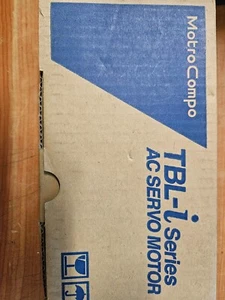 MotroCompo
TBL-i Series
AC SERVO MOTOR